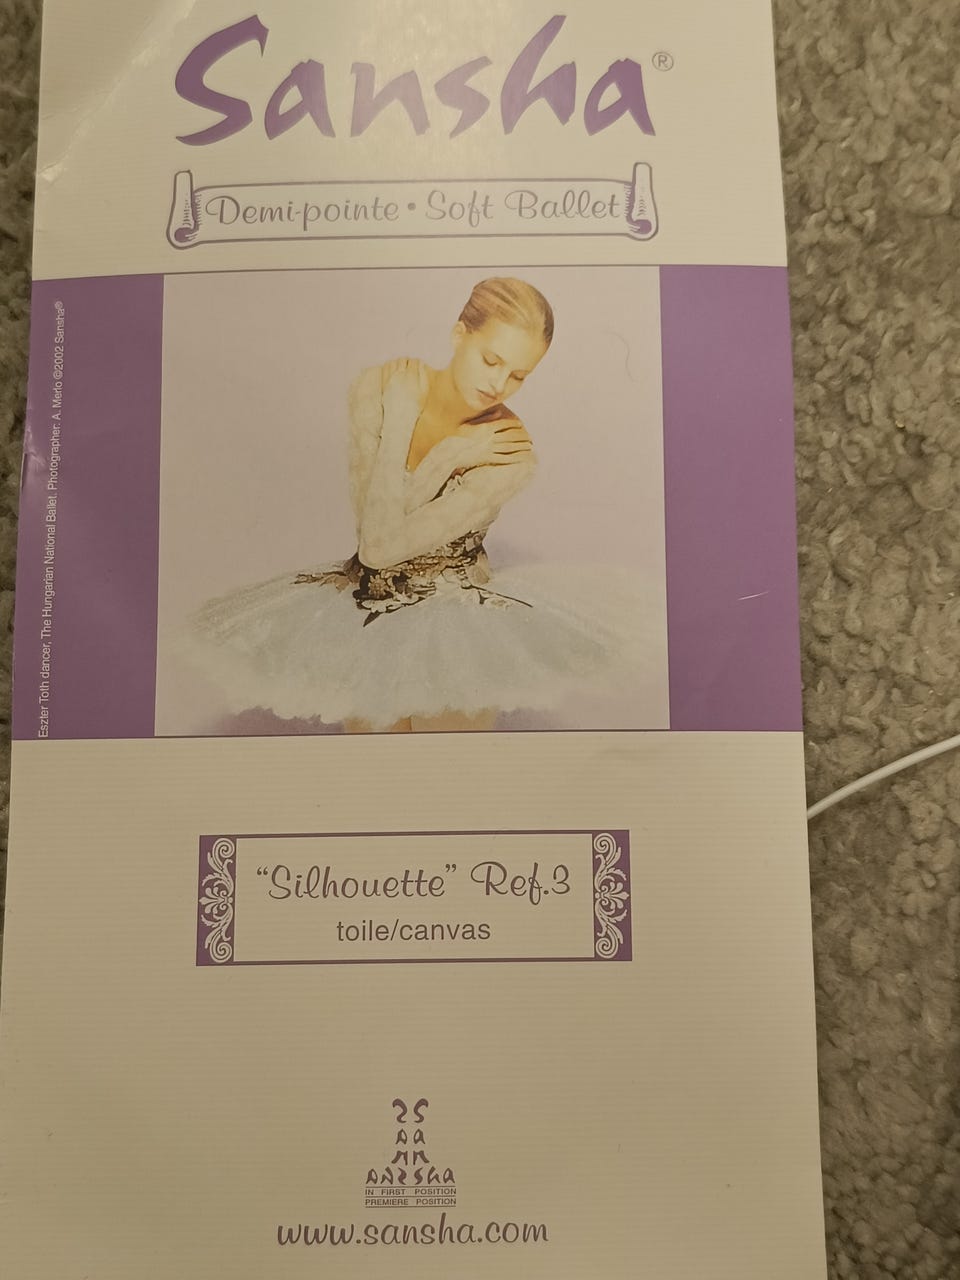 Sansha®
Demi-pointe • Soft Ballet
Eszter Toth dancer, The Hungarian National Ballet. Photographer: A. Merlo ©2002 Sansha®
"Silhouette" Ref.3
toile/canvas
SANSHA
IN FIRST POSITION
PREMIERE POSITION
www.sansha.com